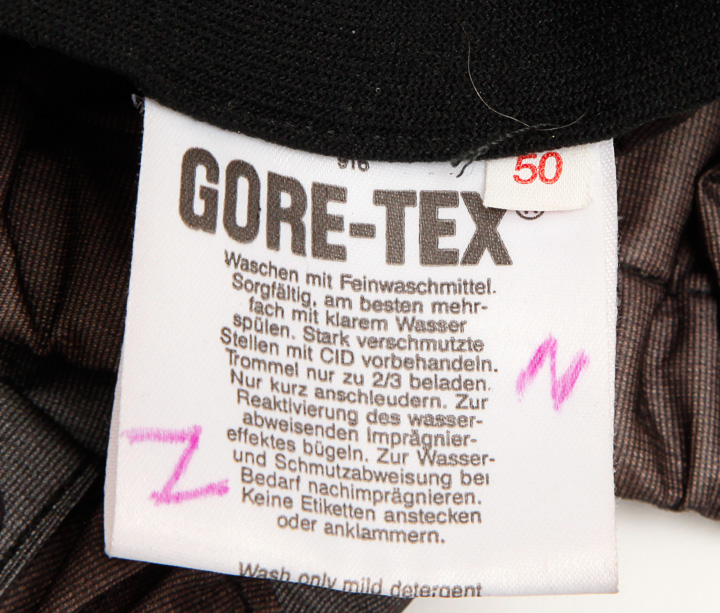 916
50
GORE-TEX®
Waschen mit Feinwaschmittel.
Sorgfältig, am besten mehr-
fach mit klarem Wasser
spülen. Stark verschmutzte
Stellen mit CID vorbehandeln.
Trommel nur zu 2/3 beladen.
Nur kurz anschleudern. Zur
Reaktivierung des wasser-
abweisenden Imprägnier-
effektes bügeln. Zur Wasser-
und Schmutzabweisung bei
Bedarf nachimprägnieren.
Keine Etiketten anstecken
oder anklammern.
Wash only mild detergent
N
Z